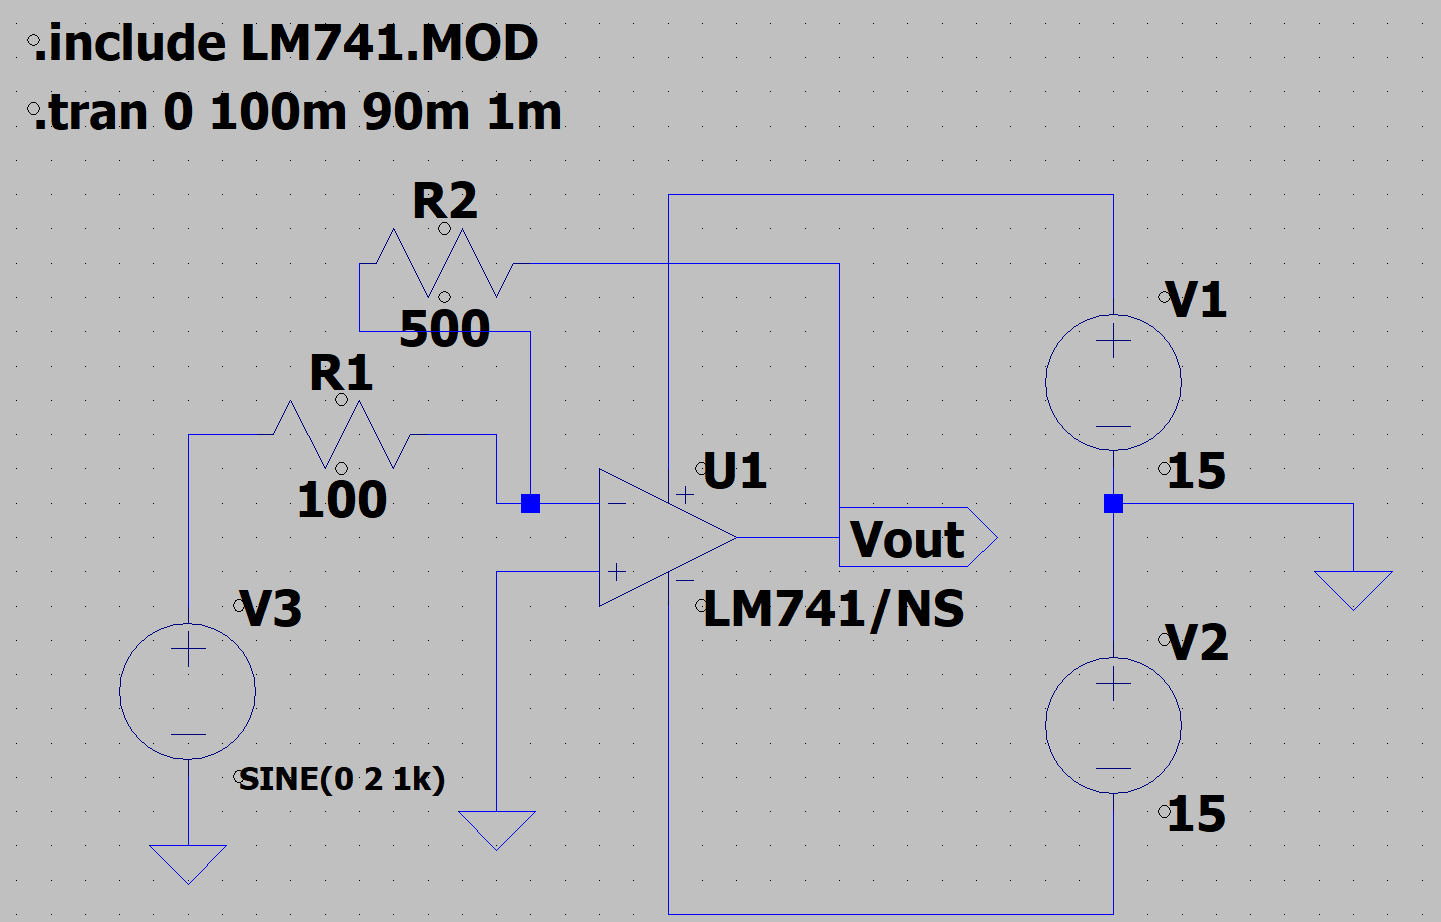 .include LM741.MOD
.tran 0 100m 90m 1m
R2
500
R1
100
V1
15
U1
Vout
LM741/NS
V3
SINE(0 2 1k)
V2
15